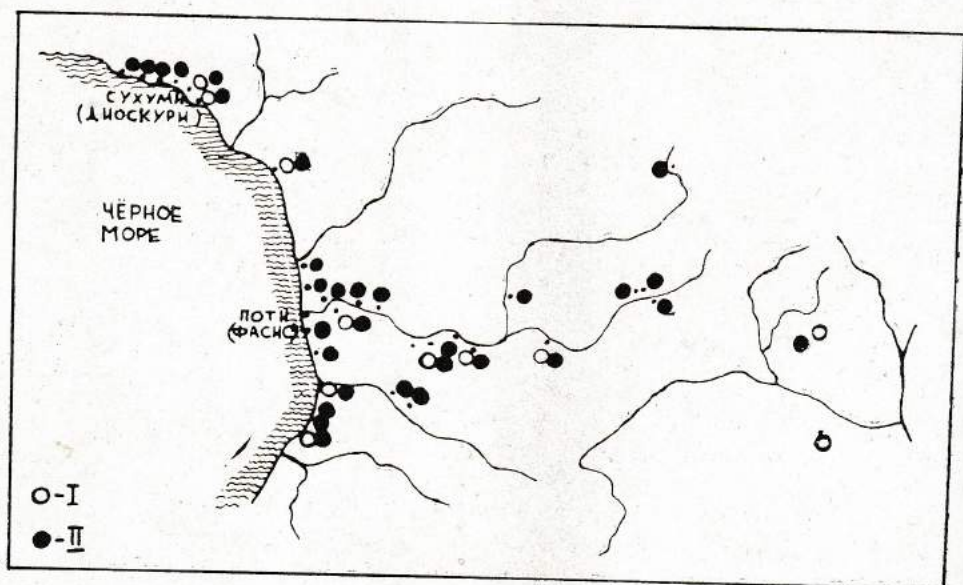 СУХУМИ
(ДИОСКУРИ)
ЧЁРНОЕ
МОРЕ
ПОТИ
(ФАСИС)
О-I
●-II